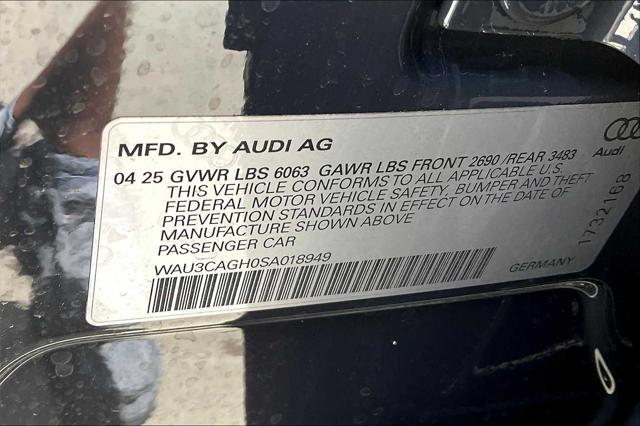 MFD. BY AUDI AG
04 25 GVWR LBS 6063 GAWR LBS FRONT 2690 /REAR 3483
THIS VEHICLE CONFORMS TO ALL APPLICABLE U.S.
FEDERAL MOTOR VEHICLE SAFETY, BUMPER AND THEFT
PREVENTION STANDARDS IN EFFECT ON THE DATE OF
MANUFACTURE SHOWN ABOVE
PASSENGER CAR
WAU3CAGH0SA018949
GERMANY
Audi
1732168